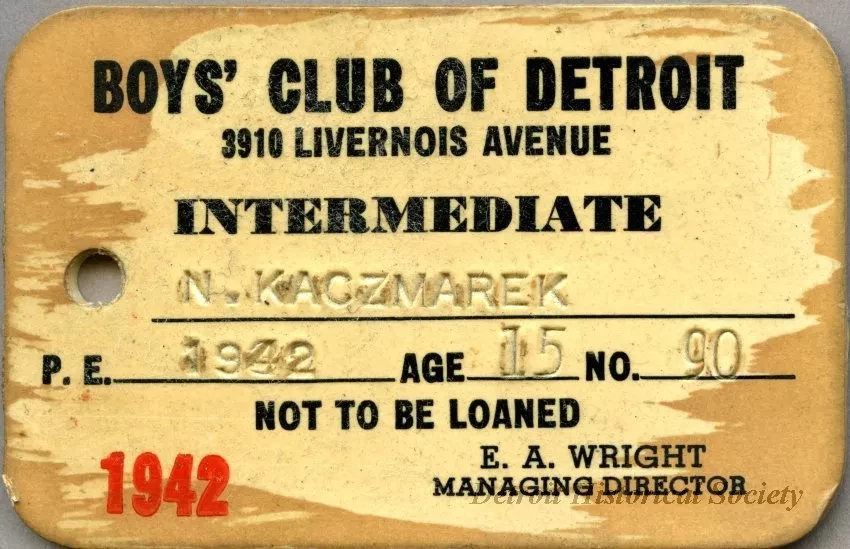 BOYS' CLUB OF DETROIT
3910 LIVERNOIS AVENUE
INTERMEDIATE
N. KACZMAREK
P. E. 1942 AGE 15 NO. 90
NOT TO BE LOANED
1942
E. A. WRIGHT
MANAGING DIRECTOR
Detroit Historical Society